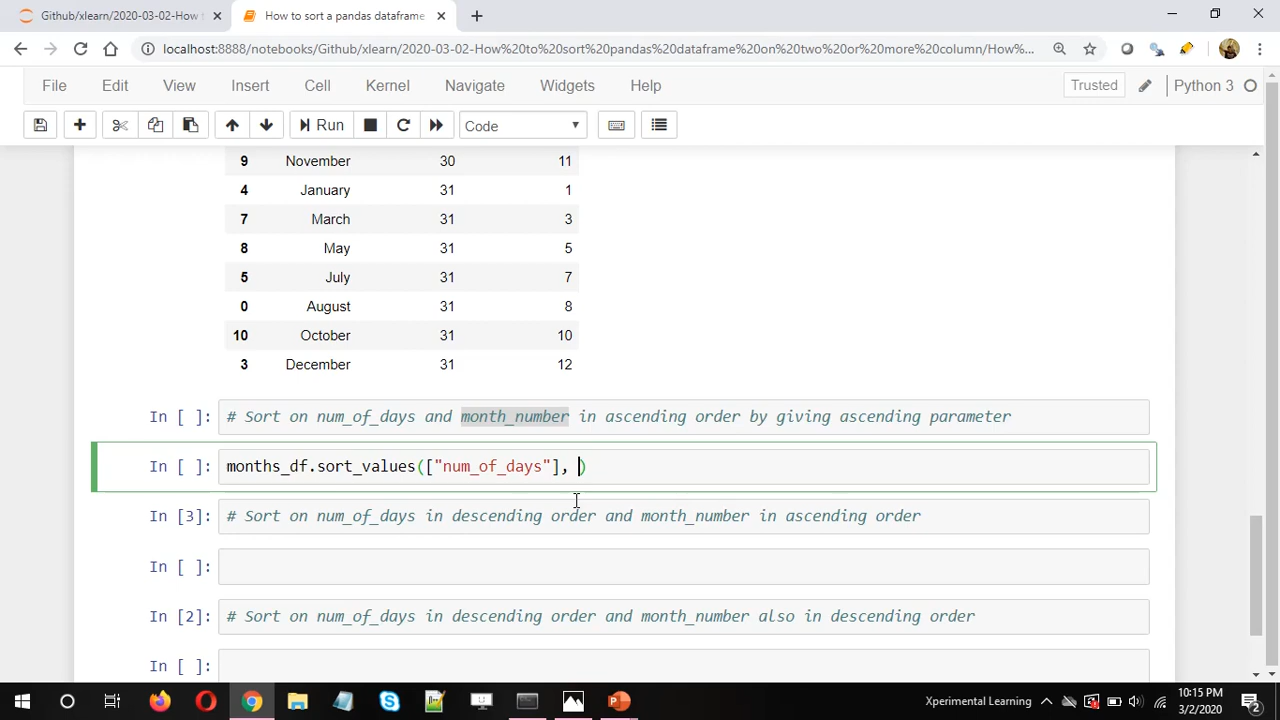 Github/xlearn/2020-03-02-How t
How to sort a pandas dataframe
localhost:8888/notebooks/Github/xlearn/2020-03-02-How%20to%20sort%20pandas%20dataframe%20on%20two%20or%20more%20column/How%...
File Edit View Insert Cell Kernel Navigate Widgets Help
Trusted
Python 3
Run
Code
9 November 30 11
4 January 31 1
7 March 31 3
8 May 31 5
5 July 31 7
0 August 31 8
10 October 31 10
3 December 31 12
In [ ]: # Sort on num_of_days and month_number in ascending order by giving ascending parameter
In [ ]: months_df.sort_values(["num_of_days"], )
In [3]: # Sort on num_of_days in descending order and month_number in ascending order
In [ ]:
In [2]: # Sort on num_of_days in descending order and month_number also in descending order
In [ ]:
Xperimental Learning
10:15 PM
3/2/2020
2